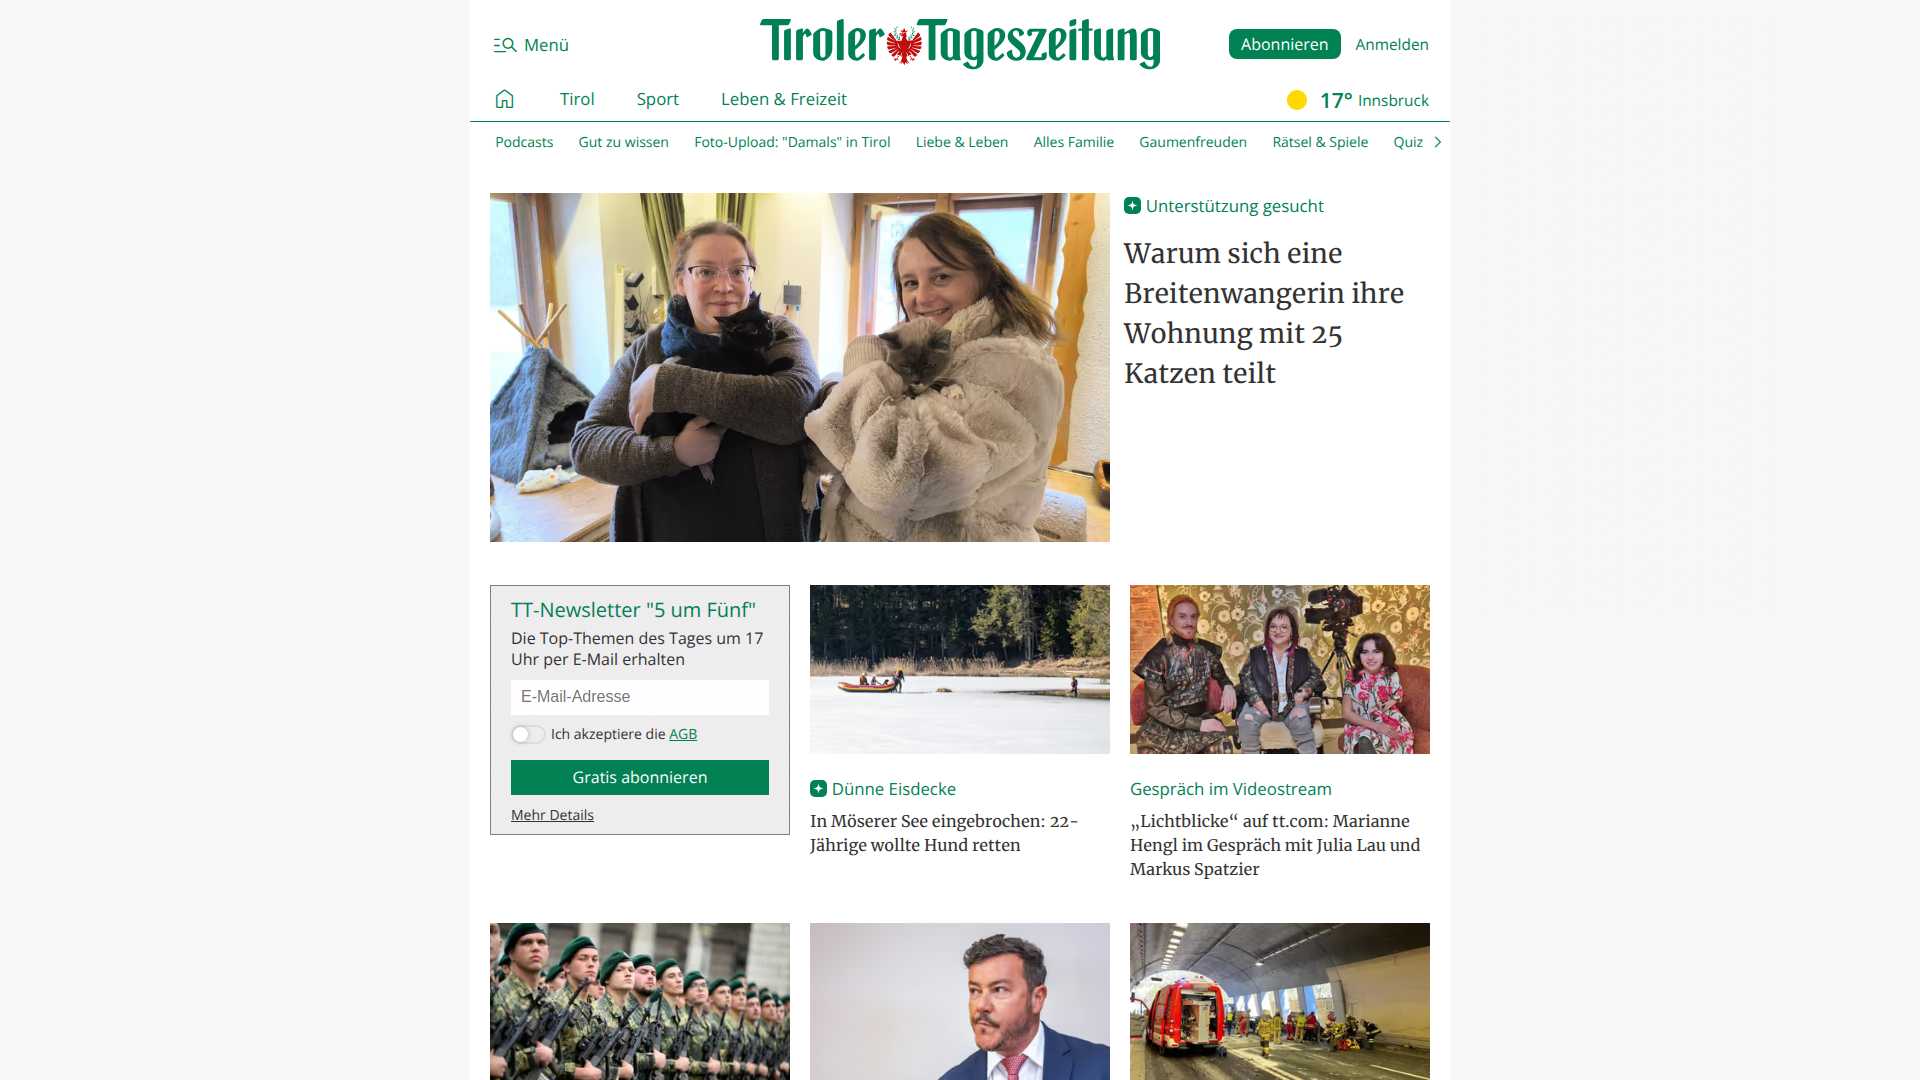 Menü
Tiroler Tageszeitung
Abonnieren
Anmelden
Tirol
Sport
Leben & Freizeit
17° Innsbruck
Podcasts
Gut zu wissen
Foto-Upload: "Damals" in Tirol
Liebe & Leben
Alles Familie
Gaumenfreuden
Rätsel & Spiele
Quiz
Unterstützung gesucht
Warum sich eine
Breitenwangerin ihre
Wohnung mit 25
Katzen teilt
TT-Newsletter "5 um Fünf"
Die Top-Themen des Tages um 17
Uhr per E-Mail erhalten
E-Mail-Adresse
Ich akzeptiere die AGB
Gratis abonnieren
Mehr Details
Dünne Eisdecke
In Möserer See eingebrochen: 22-
Jährige wollte Hund retten
Gespräch im Videostream
„Lichtblicke“ auf tt.com: Marianne
Hengl im Gespräch mit Julia Lau und
Markus Spatzier